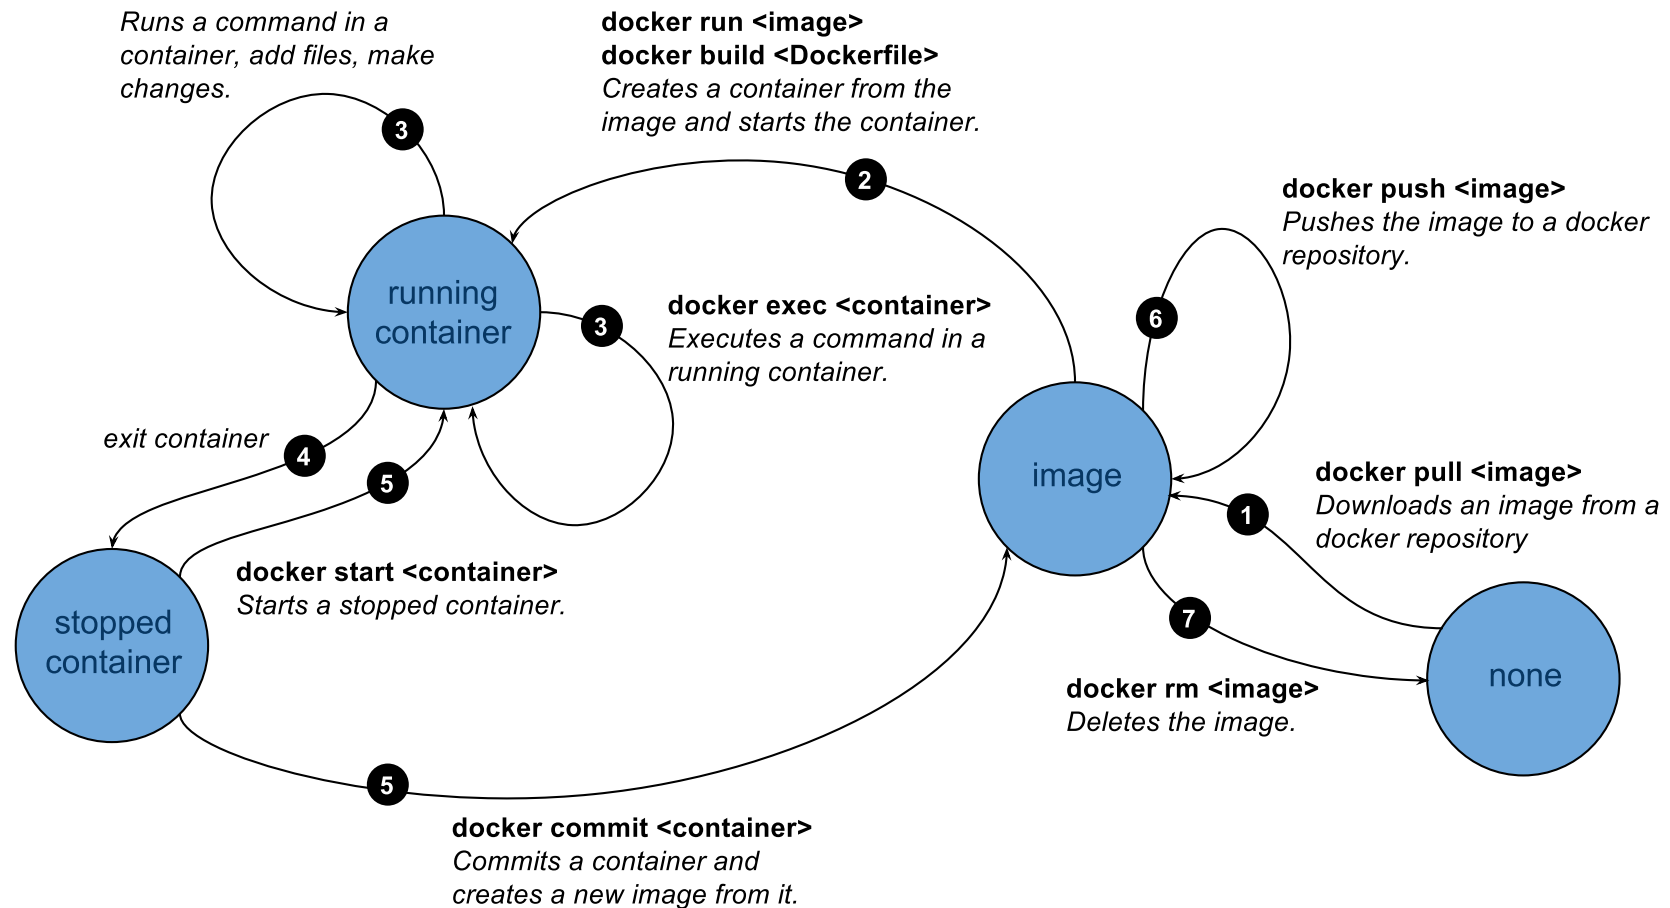 Runs a command in a
container, add files, make
changes.
3
docker run <image>
docker build <Dockerfile>
Creates a container from the
image and starts the container.
2
docker push <image>
Pushes the image to a docker
repository.
6
running
container
3
docker exec <container>
Executes a command in a
running container.
exit container
4
5
image
docker pull <image>
Downloads an image from a
docker repository
1
docker start <container>
Starts a stopped container.
stopped
container
7
docker rm <image>
Deletes the image.
none
5
docker commit <container>
Commits a container and
creates a new image from it.